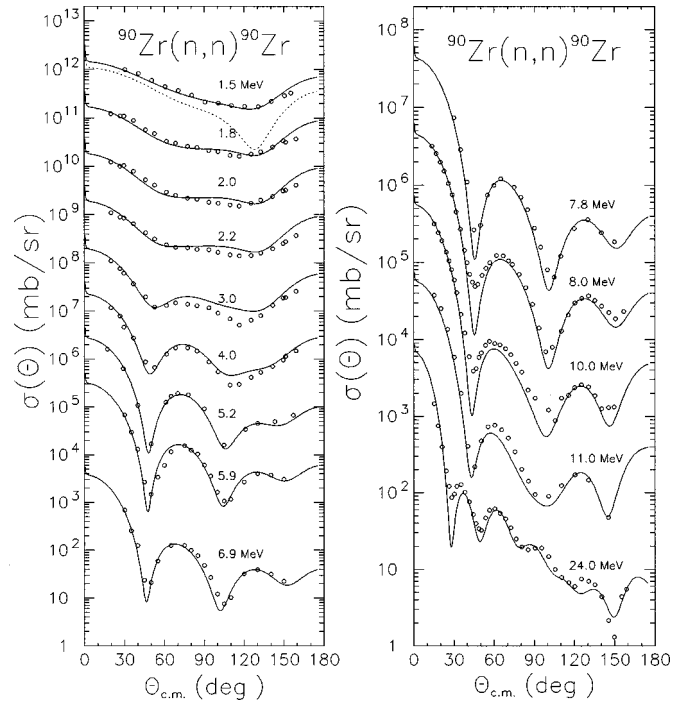 ⁹⁰Zr(n,n)⁹⁰Zr
σ(Θ) (mb/sr)
10¹³
10¹²
10¹¹
10¹⁰
10⁹
10⁸
10⁷
10⁶
10⁵
10⁴
10³
10²
10
1
1.5 MeV
1.8
2.0
2.2
3.0
4.0
5.2
5.9
6.9 MeV
0 30 60 90 120 150 180
Θc.m. (deg)
⁹⁰Zr(n,n)⁹⁰Zr
σ(Θ) (mb/sr)
10⁸
10⁷
10⁶
10⁵
10⁴
10³
10²
10
1
7.8 MeV
8.0 MeV
10.0 MeV
11.0 MeV
24.0 MeV
0 30 60 90 120 150 180
Θc.m. (deg)